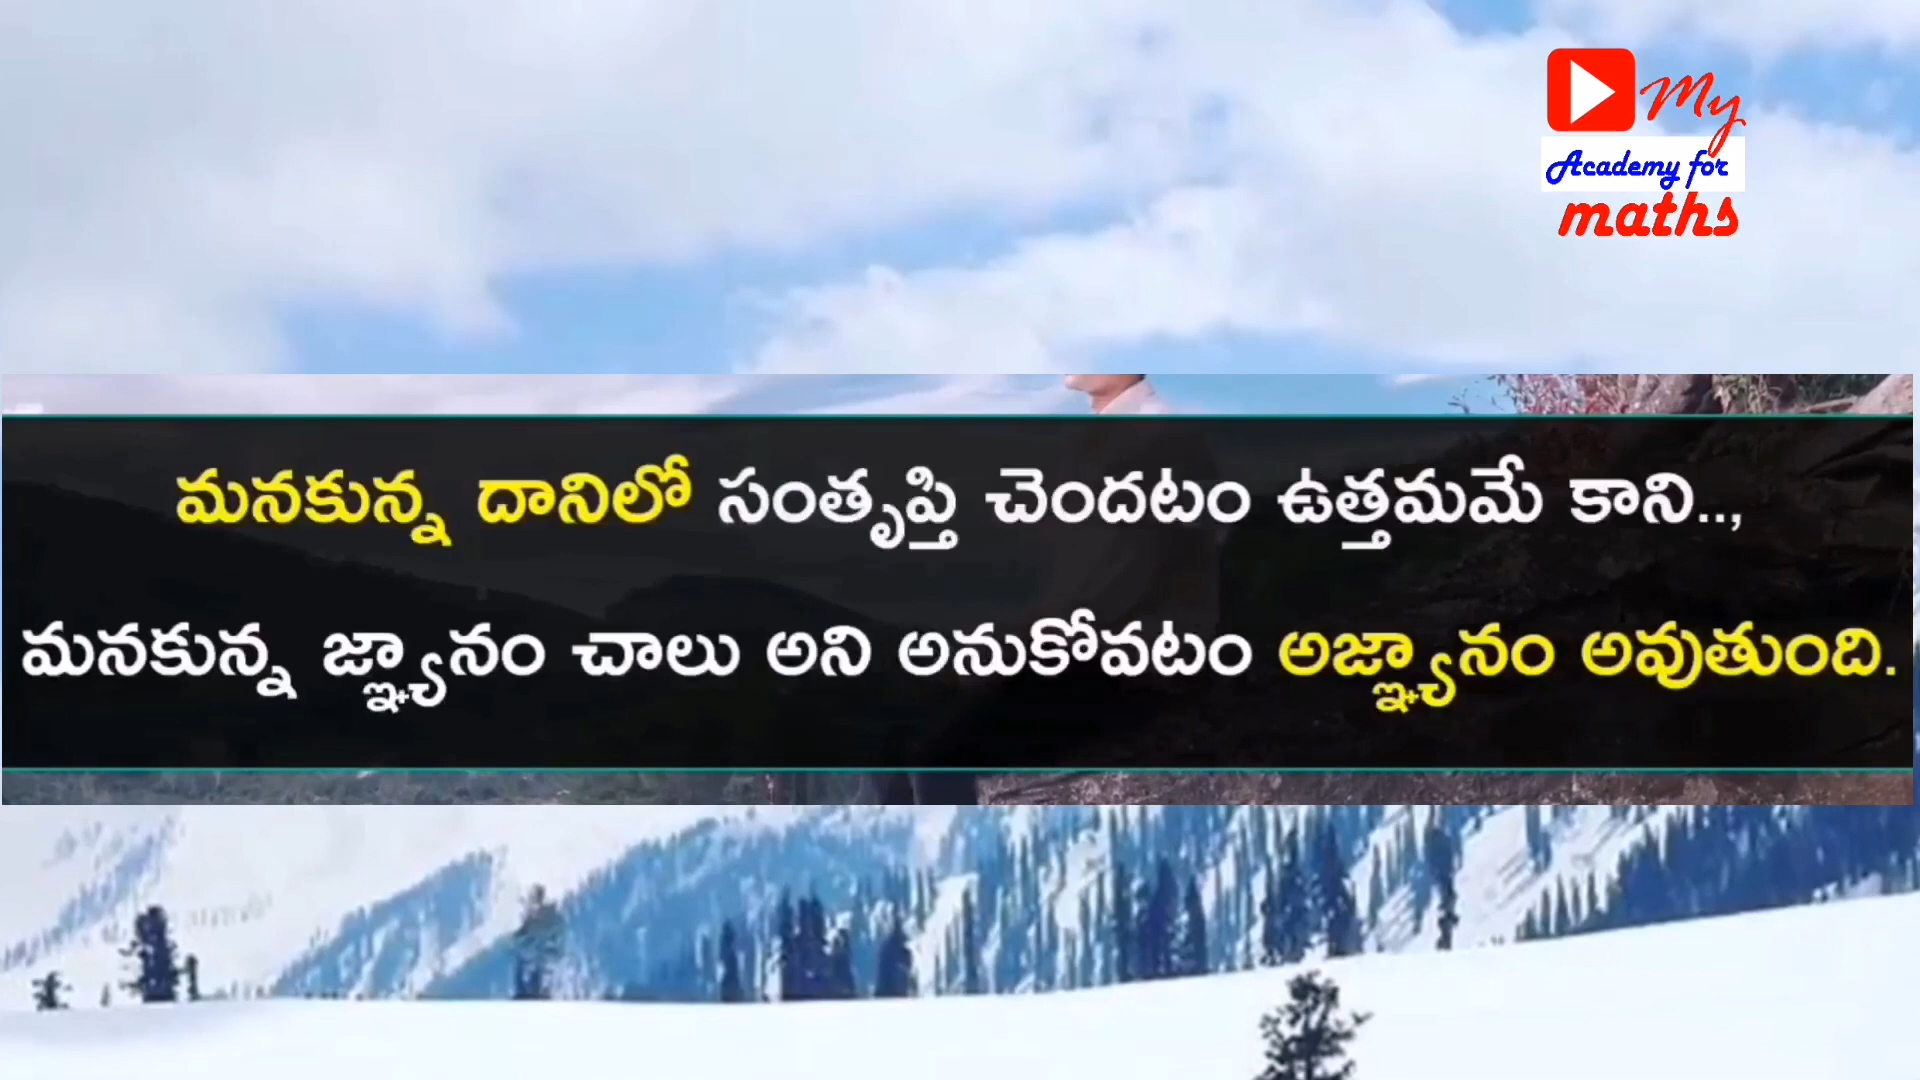 My
Academy for
maths
మనకున్న దానిలో సంతృప్తి చెందటం ఉత్తమమే కాని..,
మనకున్న జ్ఞ్యానం చాలు అని అనుకోవటం అజ్ఞ్యానం అవుతుంది.